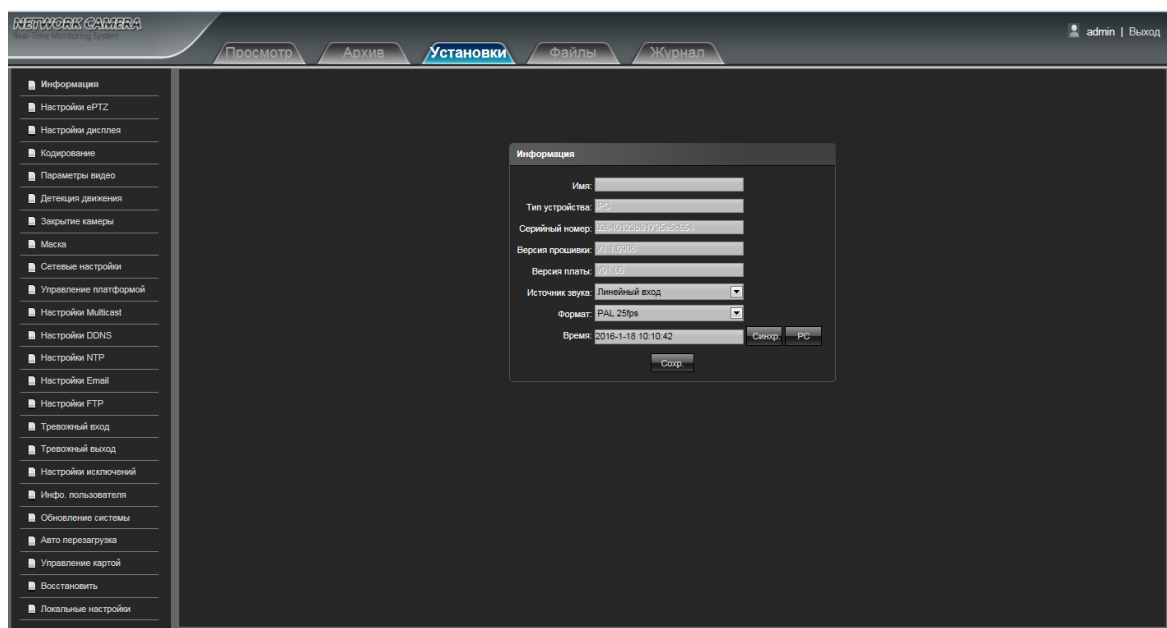 NETWORK CAMERA
Real-Time Monitoring System
admin | Выход
Просмотр
Архив
Установки
Файлы
Журнал
Информация
Настройки ePTZ
Настройки дисплея
Кодирование
Параметры видео
Детекция движения
Закрытие камеры
Маска
Сетевые настройки
Управление платформой
Настройки Multicast
Настройки DDNS
Настройки NTP
Настройки Email
Настройки FTP
Тревожный вход
Тревожный выход
Настройки исключений
Инфо. пользователя
Обновление системы
Авто перезагрузка
Управление картой
Восстановить
Локальные настройки
Информация
Имя:
Тип устройства: IPC
Серийный номер:
Версия прошивки:
Версия платы:
Источник звука: Линейный вход
Формат: PAL 25fps
Время: 2016-1-18 10:10:42 Синхр. PC
Сохр.